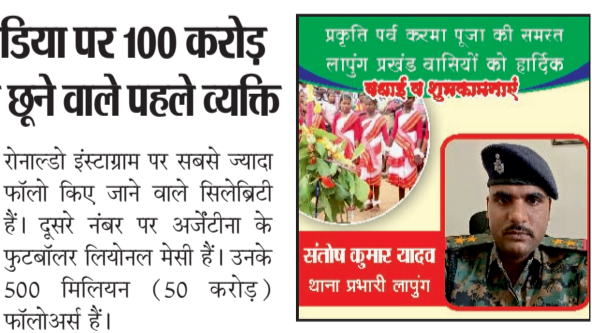 डिया पर 100 करोड़
छूने वाले पहले व्यक्ति
रोनाल्डो इंस्टाग्राम पर सबसे ज्यादा
फॉलो किए जाने वाले सिलेब्रिटी
हैं। दूसरे नंबर पर अर्जेंटीना के
फुटबॉलर लियोनल मेसी हैं। उनके
500 मिलियन (50 करोड़)
फॉलोअर्स हैं।
प्रकृति पर्व करमा पूजा की समस्त
लापुंग प्रखंड वासियों को हार्दिक
बधाई व शुभकामनाएं
संतोष कुमार यादव
थाना प्रभारी लापुंग